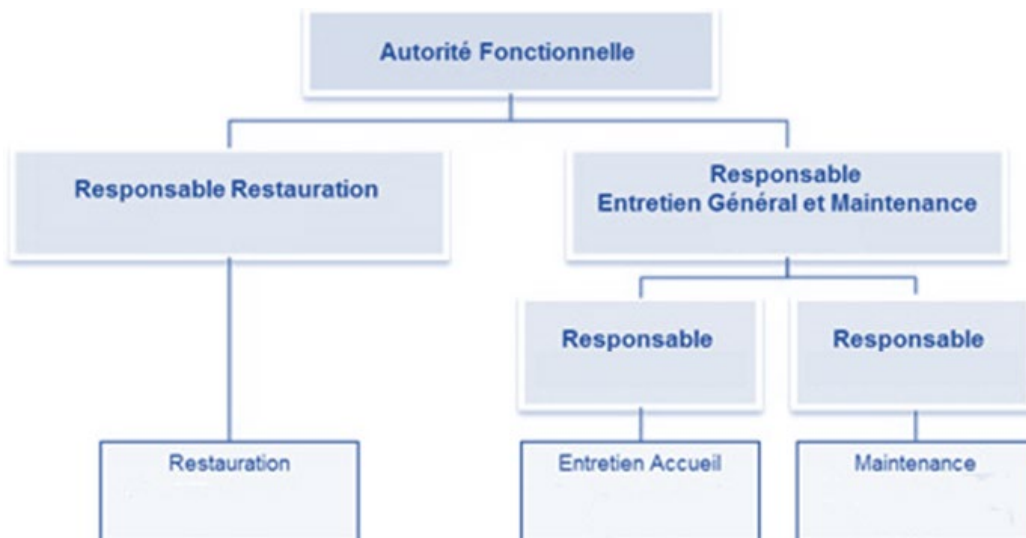 Autorité Fonctionnelle
Responsable Restauration
Responsable
Entretien Général et Maintenance
Responsable
Responsable
Restauration
Entretien Accueil
Maintenance